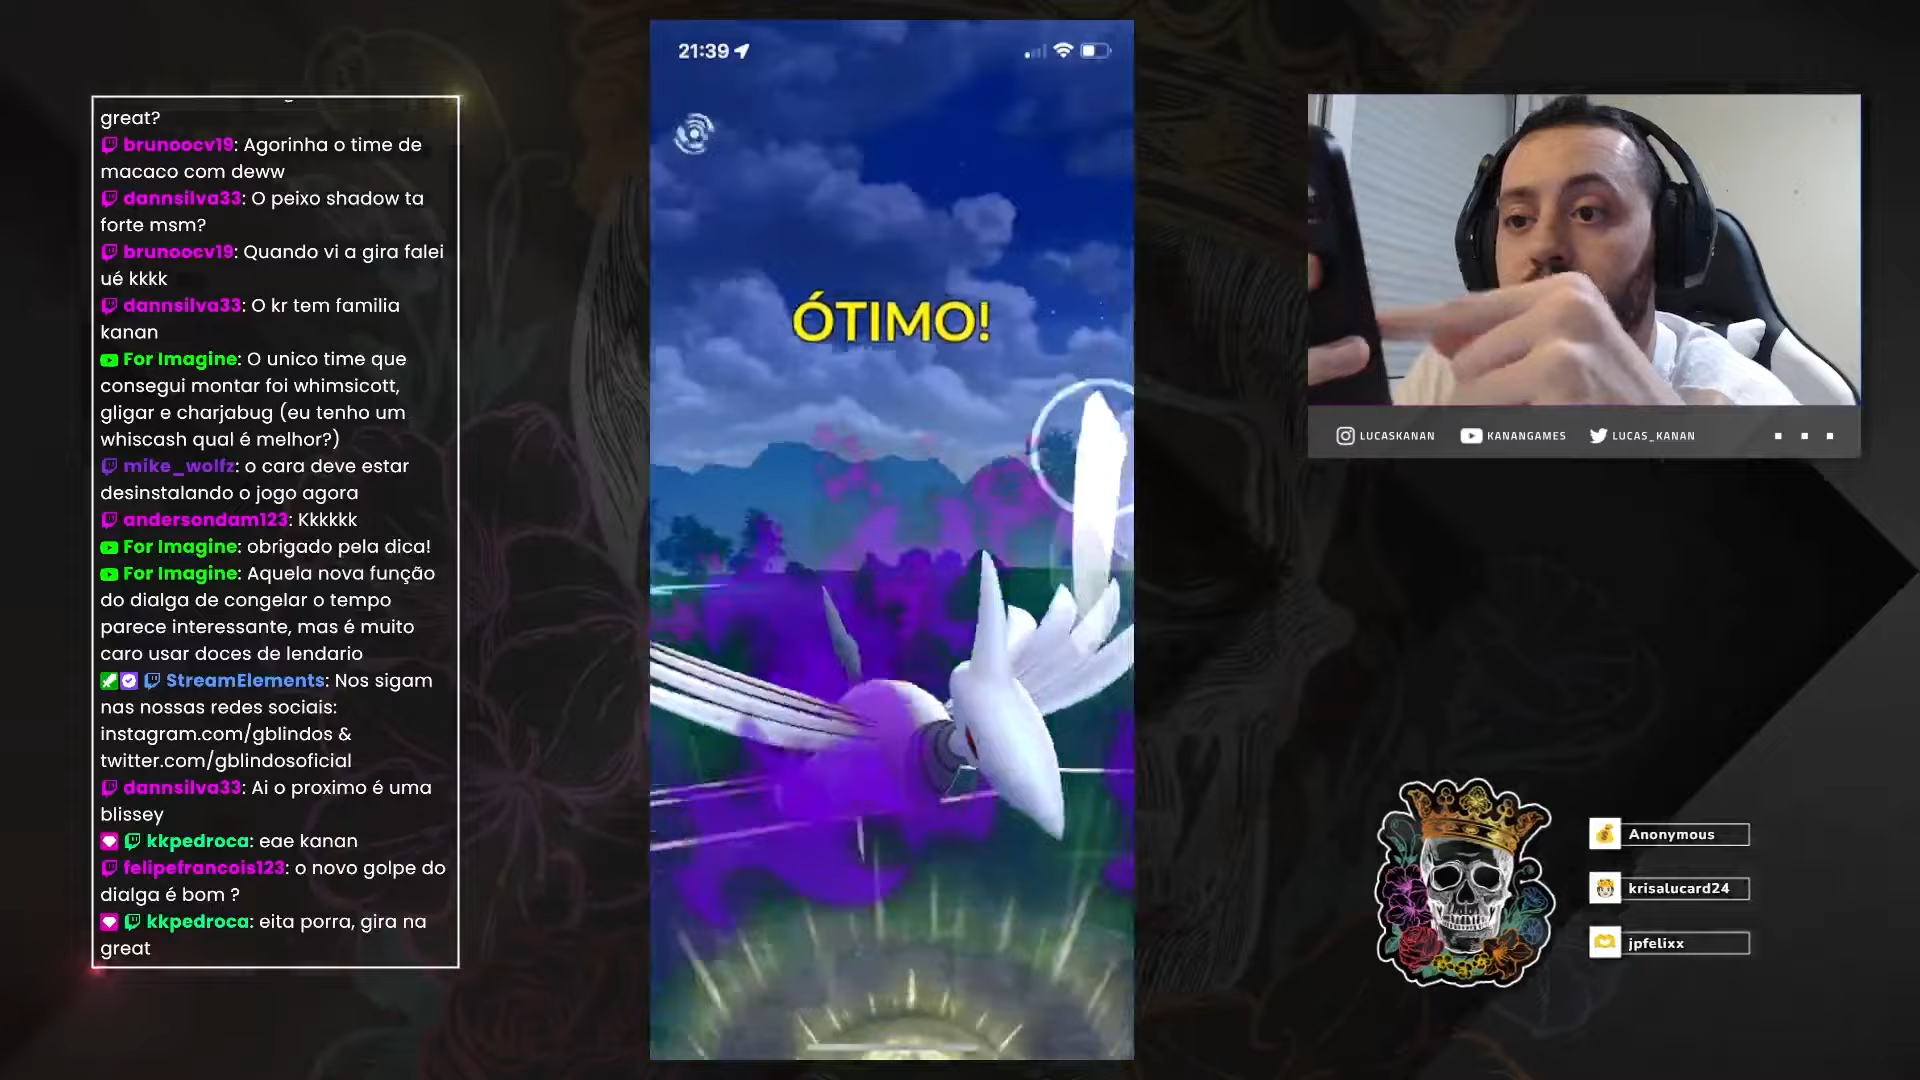 great?
brunoocv19: Agorinha o time de
macaco com deww
dannsilva33: O peixo shadow ta
forte msm?
brunoocv19: Quando vi a gira falei
ué kkkk
dannsilva33: O kr tem familia
kanan
For Imagine: O unico time que
consegui montar foi whimsicott,
gligar e charjabug (eu tenho um
whiscash qual é melhor?)
mike_wolfz: o cara deve estar
desinstalando o jogo agora
andersondam123: Kkkkkk
For Imagine: obrigado pela dica!
For Imagine: Aquela nova função
do dialga de congelar o tempo
parece interessante, mas é muito
caro usar doces de lendario
StreamElements: Nos sigam
nas nossas redes sociais:
instagram.com/gblindos &
twitter.com/gblindosoficial
dannsilva33: Ai o proximo é uma
blissey
kkpedroca: eae kanan
felipefrancois123: o novo golpe do
dialga é bom ?
kkpedroca: eita porra, gira na
great
21:39
ÓTIMO!
LUCASKANAN KANANGAMES LUCAS_KANAN
Anonymous
krisalucard24
jpfelixx